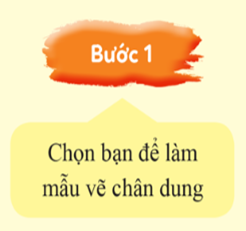 Bước 1
Chọn bạn để làm
mẫu vẽ chân dung